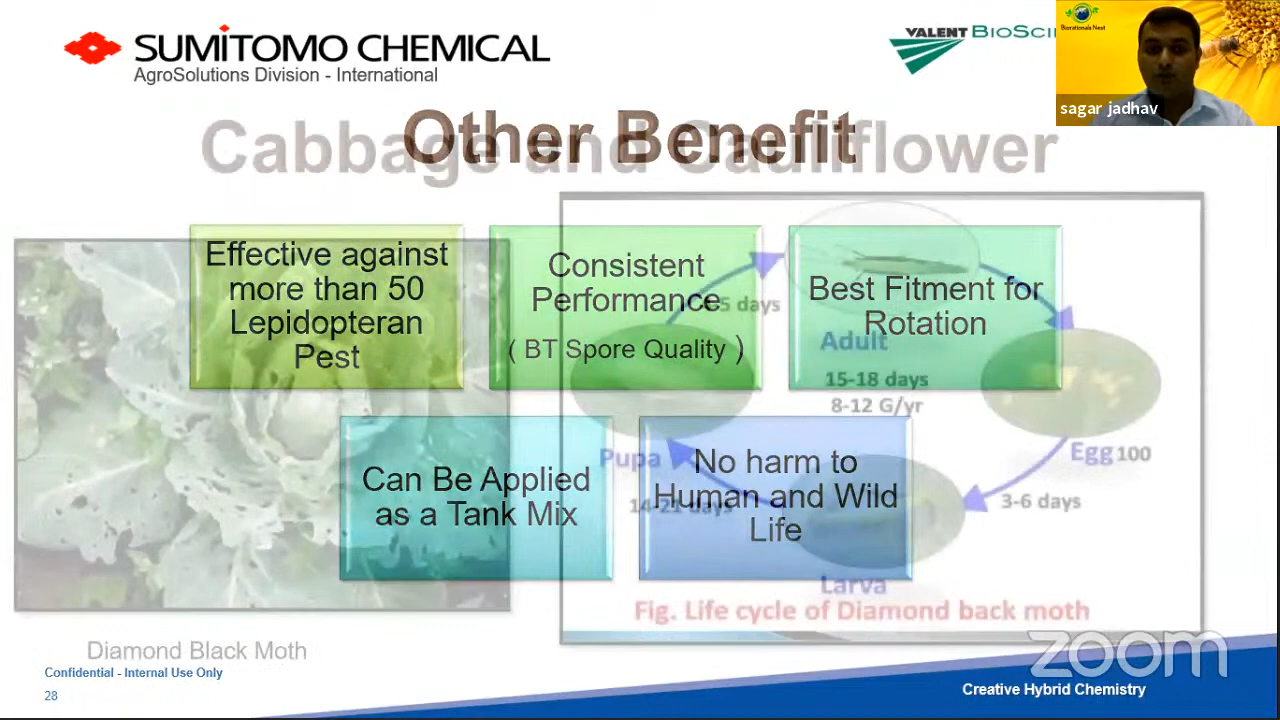 SUMITOMO CHEMICAL
AgroSolutions Division - International
VALENT BIOSCI
Biorationals Nest
sagar jadhav
Other Benefit
Cabbage and Cauliflower
Effective against
more than 50
Lepidopteran
Pest
Consistent
Performance
( BT Spore Quality )
Best Fitment for
Rotation
Can Be Applied
as a Tank Mix
No harm to
Human and Wild
Life
5 days
Adult
15-18 days
8-12 G/yr
Egg 100
3-6 days
Larva
Pupa
14-21 days
Fig. Life cycle of Diamond back moth
Diamond Black Moth
Confidential - Internal Use Only
28
Creative Hybrid Chemistry
zoom